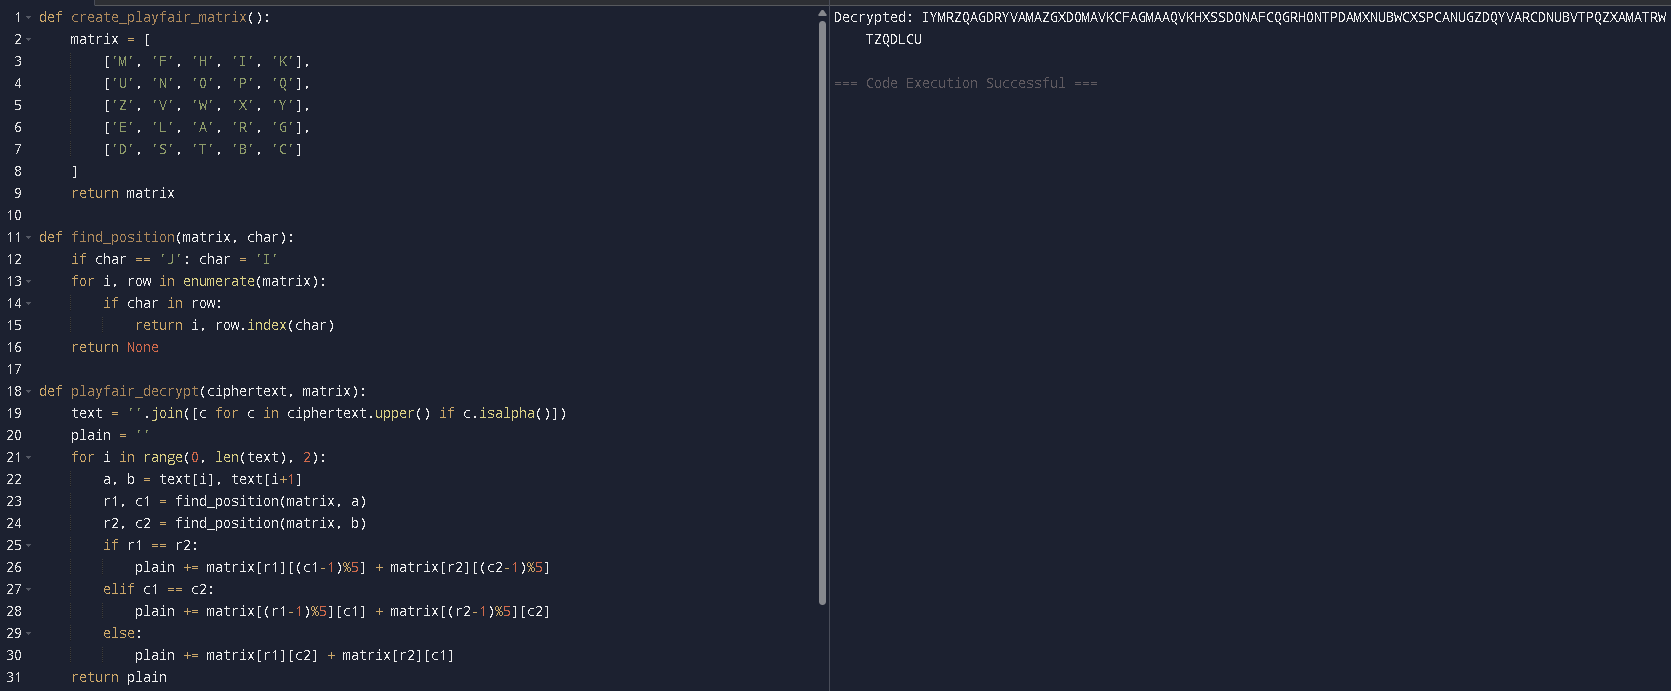 1 def create_playfair_matrix():
2     matrix = [
3         ['M', 'F', 'H', 'I', 'K'],
4         ['U', 'N', 'O', 'P', 'Q'],
5         ['Z', 'V', 'W', 'X', 'Y'],
6         ['E', 'L', 'A', 'R', 'G'],
7         ['D', 'S', 'T', 'B', 'C']
8     ]
9     return matrix
10
11 def find_position(matrix, char):
12     if char == 'J': char = 'I'
13     for i, row in enumerate(matrix):
14         if char in row:
15             return i, row.index(char)
16     return None
17
18 def playfair_decrypt(ciphertext, matrix):
19     text = ''.join([c for c in ciphertext.upper() if c.isalpha()])
20     plain = ''
21     for i in range(0, len(text), 2):
22         a, b = text[i], text[i+1]
23         r1, c1 = find_position(matrix, a)
24         r2, c2 = find_position(matrix, b)
25         if r1 == r2:
26             plain += matrix[r1][(c1-1)%5] + matrix[r2][(c2-1)%5]
27         elif c1 == c2:
28             plain += matrix[(r1-1)%5][c1] + matrix[(r2-1)%5][c2]
29         else:
30             plain += matrix[r1][c2] + matrix[r2][c1]
31     return plain
Decrypted: IYMRZQAGDRYVAMAZGXDOMAVKCFAGMAAQVKHXSSDONAFCQGRHONTPDAMXNUBWCXSPCANUGZDQYVARCDNUBVTPQZXAMATRW
TZQDLCU
=== Code Execution Successful ===